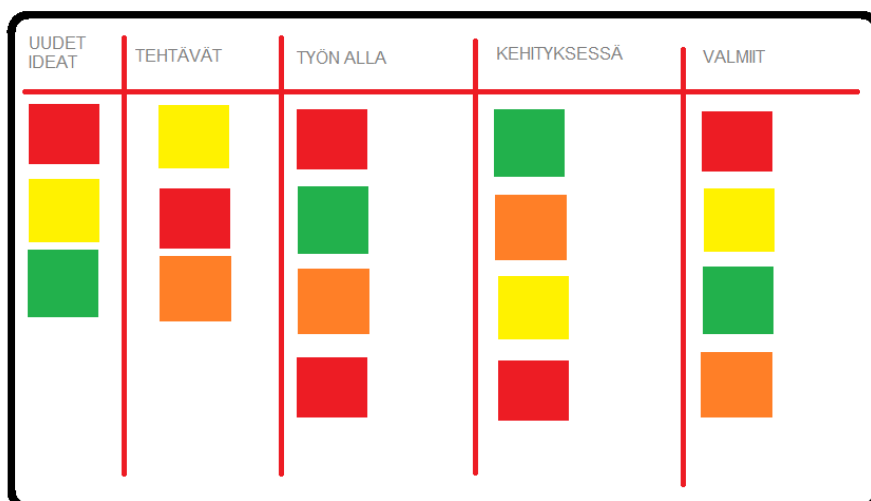 UUDET
IDEAT
TEHTÄVÄT
TYÖN ALLA
KEHITYKSESSÄ
VALMIIT